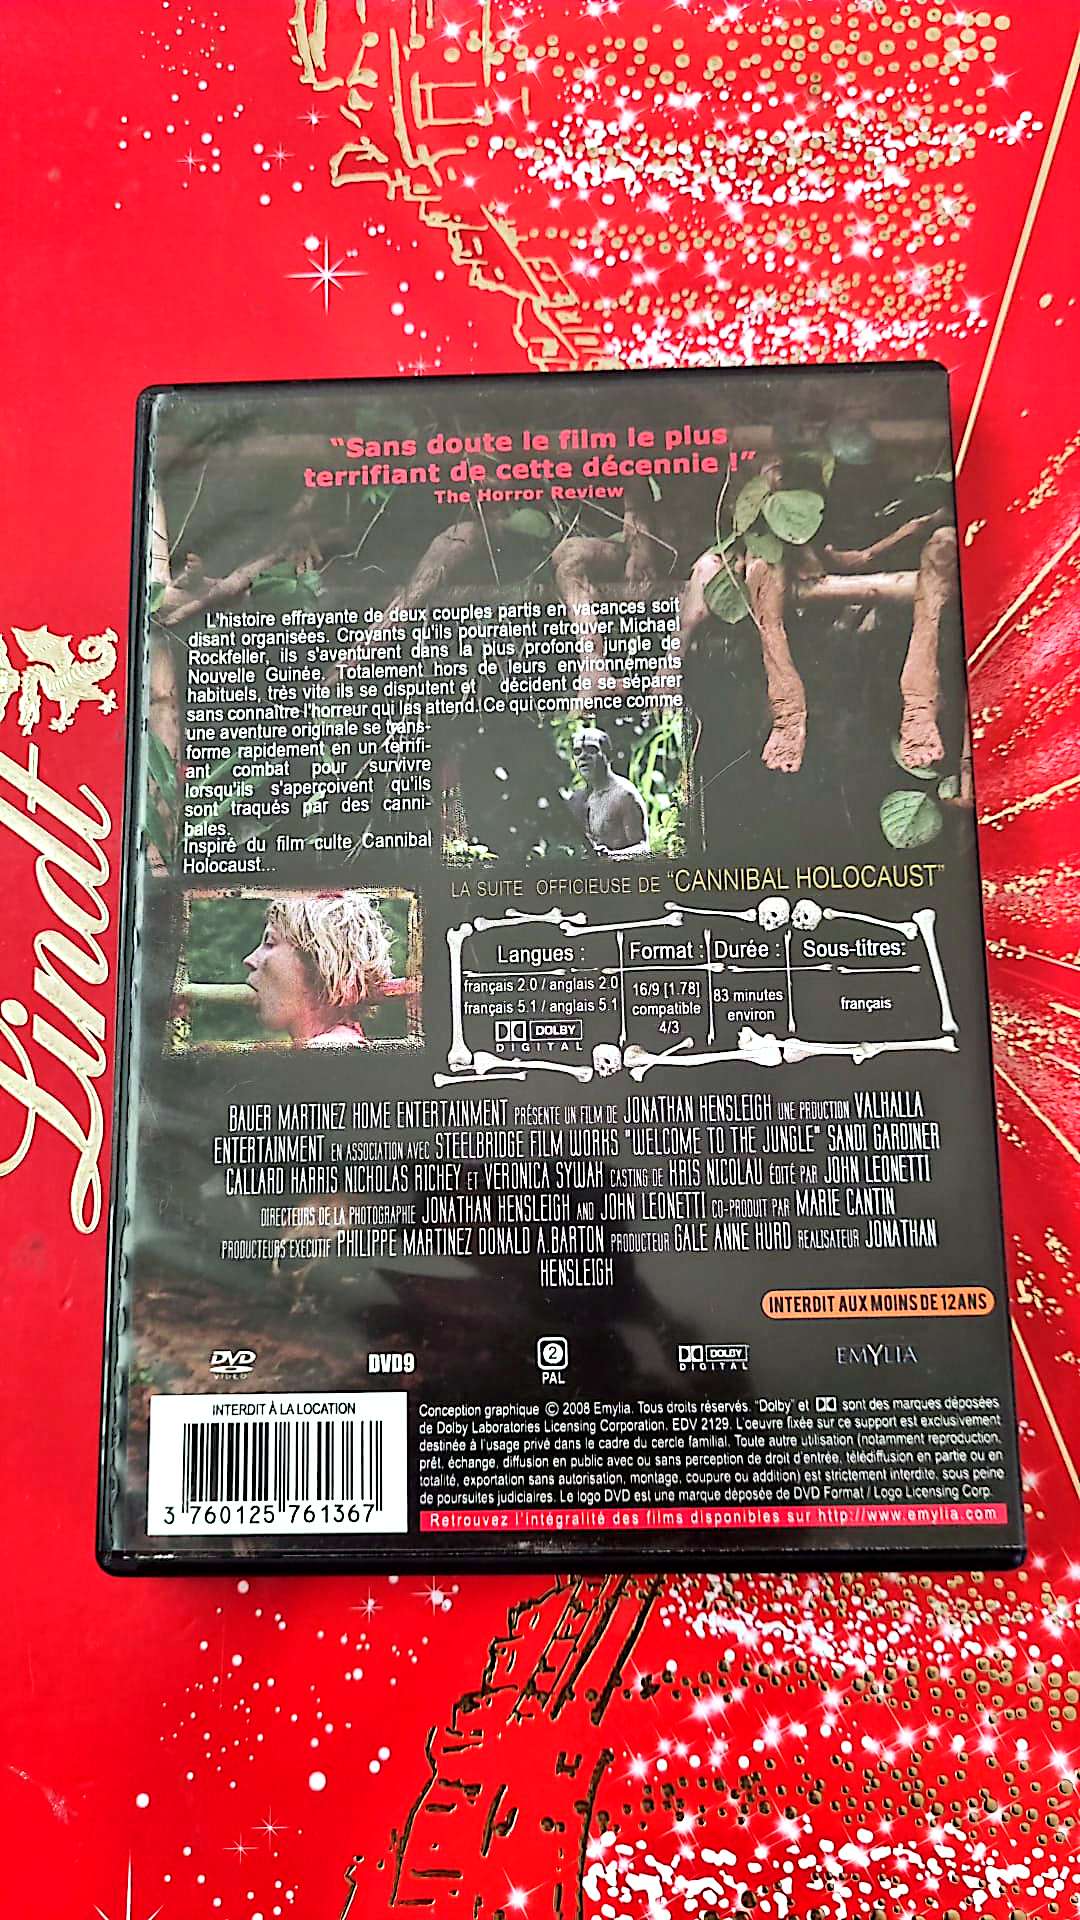 "Sans doute le film le plus
terrifiant de cette décennie !"
The Horror Review
L'histoire effrayante de deux couples partis en vacances soit
disant organisées. Croyants qu'ils pourraient retrouver Michael
Rockfeller, ils s'aventurent dans la plus profonde jungle de
Nouvelle Guinée. Totalement hors de leurs environnements
habituels, très vite ils se disputent et décident de se séparer
sans connaître l'horreur qui les attend. Ce qui commence comme
une aventure originale se trans-
forme rapidement en un terrifi-
ant combat pour survivre
lorsqu'ils s'aperçoivent qu'ils
sont traqués par des canni-
bales.
Inspiré du film culte Cannibal
Holocaust...
LA SUITE OFFICIEUSE DE "CANNIBAL HOLOCAUST"
Langues : Format : Durée : Sous-titres:
français 2.0 / anglais 2.0
français 5.1 / anglais 5.1
DOLBY
DIGITAL
16/9 [1.78]
compatible
4/3
83 minutes
environ
français
BAUER MARTINEZ HOME ENTERTAINMENT PRÉSENTE UN FILM DE JONATHAN HENSLEIGH UNE PRODUCTION VALHALLA
ENTERTAINMENT EN ASSOCIATION AVEC STEELBRIDGE FILM WORKS "WELCOME TO THE JUNGLE" SANDI GARDINER
CALLARD HARRIS NICHOLAS RICHEY ET VERONICA SYWAK CASTING DE KRIS NICOLAU ÉDITÉ PAR JOHN LEONETTI
DIRECTEURS DE LA PHOTOGRAPHIE JONATHAN HENSLEIGH AND JOHN LEONETTI CO-PRODUIT PAR MARIE CANTIN
PRODUCTEURS EXECUTIF PHILIPPE MARTINEZ DONALD A.BARTON PRODUCTEUR GALE ANNE HURD REALISATEUR JONATHAN
HENSLEIGH
INTERDIT AUX MOINS DE 12 ANS
DVD VIDEO DVD9 2 PAL DOLBY DIGITAL EMYLIA
INTERDIT À LA LOCATION
3 760125 761367
Conception graphique © 2008 Emylia. Tous droits réservés. "Dolby" et sont des marques déposées
de Dolby Laboratories Licensing Corporation. EDV 2129. L'oeuvre fixée sur ce support est exclusivement
destinée à l'usage privé dans le cadre du cercle familial. Toute autre utilisation (notamment reproduction,
prêt, échange, diffusion en public avec ou sans perception de droit d'entrée, télédiffusion en partie ou en
totalité, exportation sans autorisation, montage, coupure ou addition) est strictement interdite, sous peine
de poursuites judiciaires. Le logo DVD est une marque déposée de DVD Format / Logo Licensing Corp.
Retrouvez l'intégralité des films disponibles sur http://www.emylia.com
Lindt